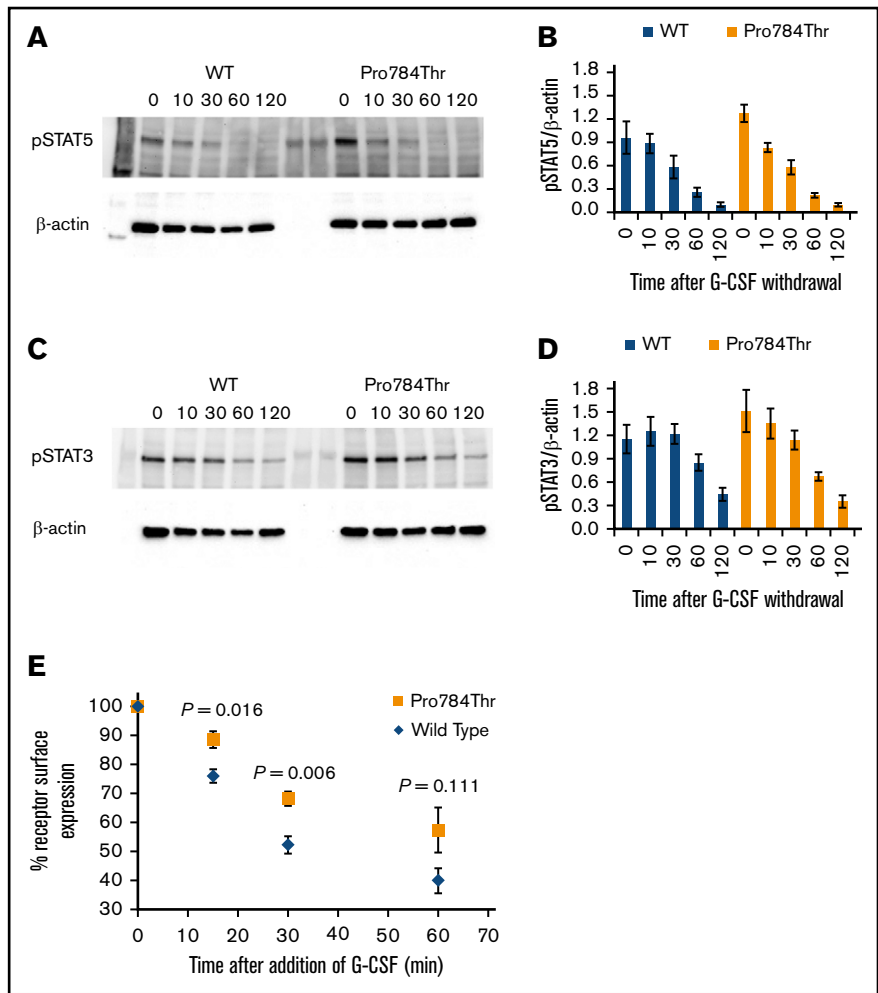 A
WT Pro784Thr
0 10 30 60 120 0 10 30 60 120
pSTAT5
β-actin
B
WT Pro784Thr
pSTAT5/β-actin
1.8
1.5
1.2
0.9
0.6
0.3
0.0
0 10 30 60 120 0 10 30 60 120
Time after G-CSF withdrawal
C
WT Pro784Thr
0 10 30 60 120 0 10 30 60 120
pSTAT3
β-actin
D
WT Pro784Thr
pSTAT3/β-actin
1.8
1.5
1.2
0.9
0.6
0.3
0.0
0 10 30 60 120 0 10 30 60 120
Time after G-CSF withdrawal
E
Pro784Thr
Wild Type
P = 0.016
P = 0.006
P = 0.111
% receptor surface
expression
100
90
80
70
60
50
40
30
0 10 20 30 40 50 60 70
Time after addition of G-CSF (min)